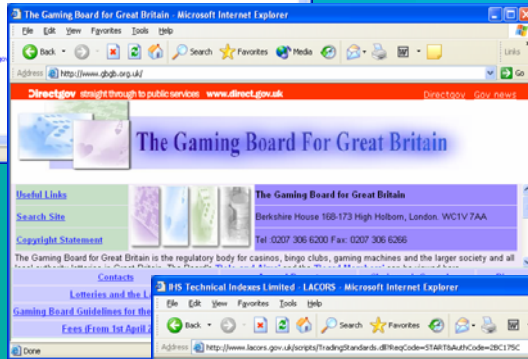 The Gaming Board for Great Britain - Microsoft Internet Explorer
File Edit View Favorites Tools Help
Back Search Favorites Media Links
Address http://www.gbgb.org.uk/ Go
Directgov straight through to public services www.direct.gov.uk Directgov Gov news
The Gaming Board For Great Britain
Useful Links The Gaming Board for Great Britain
Search Site Berkshire House 168-173 High Holborn, London. WC1V 7AA
Copyright Statement Tel :0207 306 6200 Fax: 0207 306 6266
The Gaming Board for Great Britain is the regulatory body for casinos, bingo clubs, gaming machines and the larger society and all
Contacts
Lotteries and the La
Gaming Board Guidelines for the
Fees (From 1st April 2
Done
IHS Technical Indexes Limited - LACORS - Microsoft Internet Explorer
File Edit View Favorites Tools Help
Back Search Favorites
Address http://www.lacors.gov.uk/scripts/TradingStandards.dll?ReqCode=START&AuthCode=2BC175C